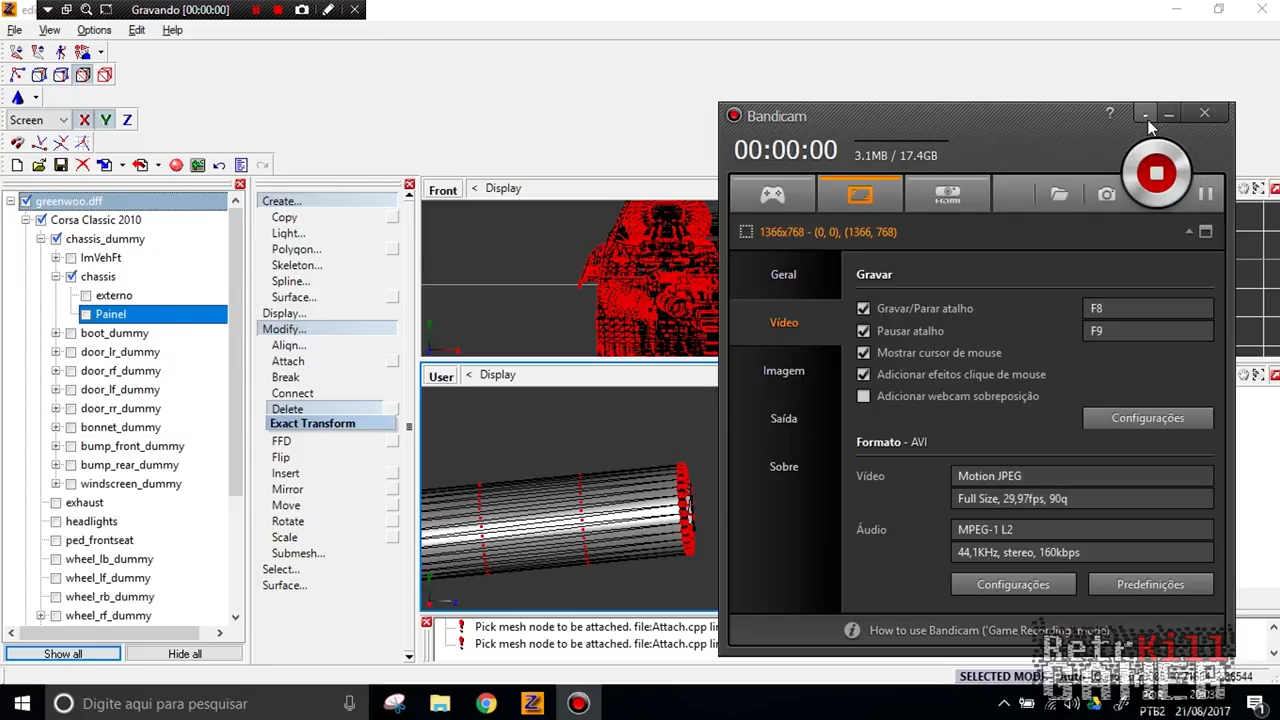 Gravando [00:00:00]
File View Options Edit Help
Screen X Y Z
greenwoo.dff
Corsa Classic 2010
chassis_dummy
ImVehFt
chassis
externo
Painel
boot_dummy
door_lr_dummy
door_rf_dummy
door_lf_dummy
door_rr_dummy
bonnet_dummy
bump_front_dummy
bump_rear_dummy
windscreen_dummy
exhaust
headlights
ped_frontseat
wheel_lb_dummy
wheel_lf_dummy
wheel_rb_dummy
wheel_rf_dummy
Show all Hide all
Create...
Copy
Light...
Polygon...
Skeleton...
Spline...
Surface...
Display...
Modify...
Align...
Attach
Break
Connect
Delete
Exact Transform
FFD
Flip
Insert
Mirror
Move
Rotate
Scale
Submesh...
Select...
Surface...
Front < Display
User < Display
Pick mesh node to be attached. file:Attach.cpp
Pick mesh node to be attached. file:Attach.cpp
Bandicam
?
00:00:00 3.1MB / 17.4GB
HDMI
1366x768 - (0, 0), (1366, 768)
Geral
Vídeo
Imagem
Saída
Sobre
Gravar
Gravar/Parar atalho F8
Pausar atalho F9
Mostrar cursor de mouse
Adicionar efeitos clique de mouse
Adicionar webcam sobreposição
Configurações
Formato - AVI
Vídeo Motion JPEG
Full Size, 29,97fps, 90q
Áudio MPEG-1 L2
44,1KHz, stereo, 160kbps
Configurações Predefinições
How to use Bandicam ('Game Recording' mode)
RetroKill
GAMER
Digite aqui para pesquisar
PTB2 21/08/2017